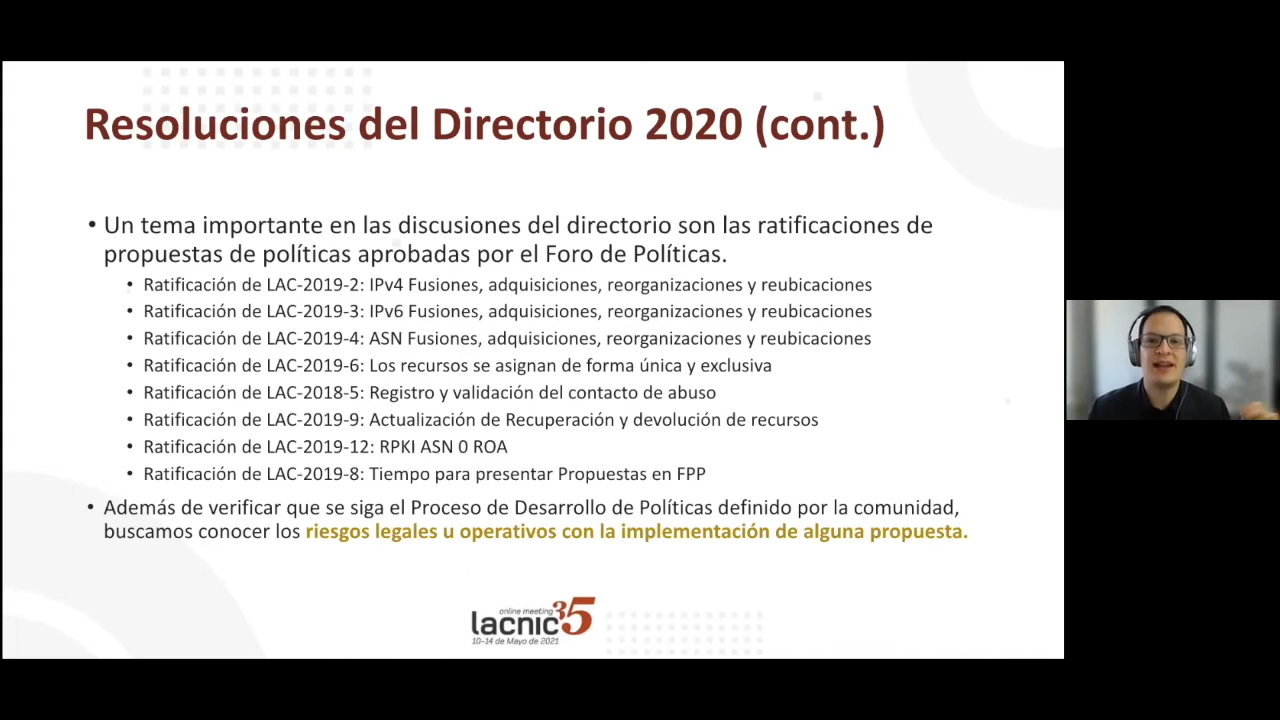 Resoluciones del Directorio 2020 (cont.)
• Un tema importante en las discusiones del directorio son las ratificaciones de
propuestas de políticas aprobadas por el Foro de Políticas.
• Ratificación de LAC-2019-2: IPv4 Fusiones, adquisiciones, reorganizaciones y reubicaciones
• Ratificación de LAC-2019-3: IPv6 Fusiones, adquisiciones, reorganizaciones y reubicaciones
• Ratificación de LAC-2019-4: ASN Fusiones, adquisiciones, reorganizaciones y reubicaciones
• Ratificación de LAC-2019-6: Los recursos se asignan de forma única y exclusiva
• Ratificación de LAC-2018-5: Registro y validación del contacto de abuso
• Ratificación de LAC-2019-9: Actualización de Recuperación y devolución de recursos
• Ratificación de LAC-2019-12: RPKI ASN 0 ROA
• Ratificación de LAC-2019-8: Tiempo para presentar Propuestas en FPP
• Además de verificar que se siga el Proceso de Desarrollo de Políticas definido por la comunidad,
buscamos conocer los riesgos legales u operativos con la implementación de alguna propuesta.
online meeting
lacnic 35
10-14 de Mayo de 2021